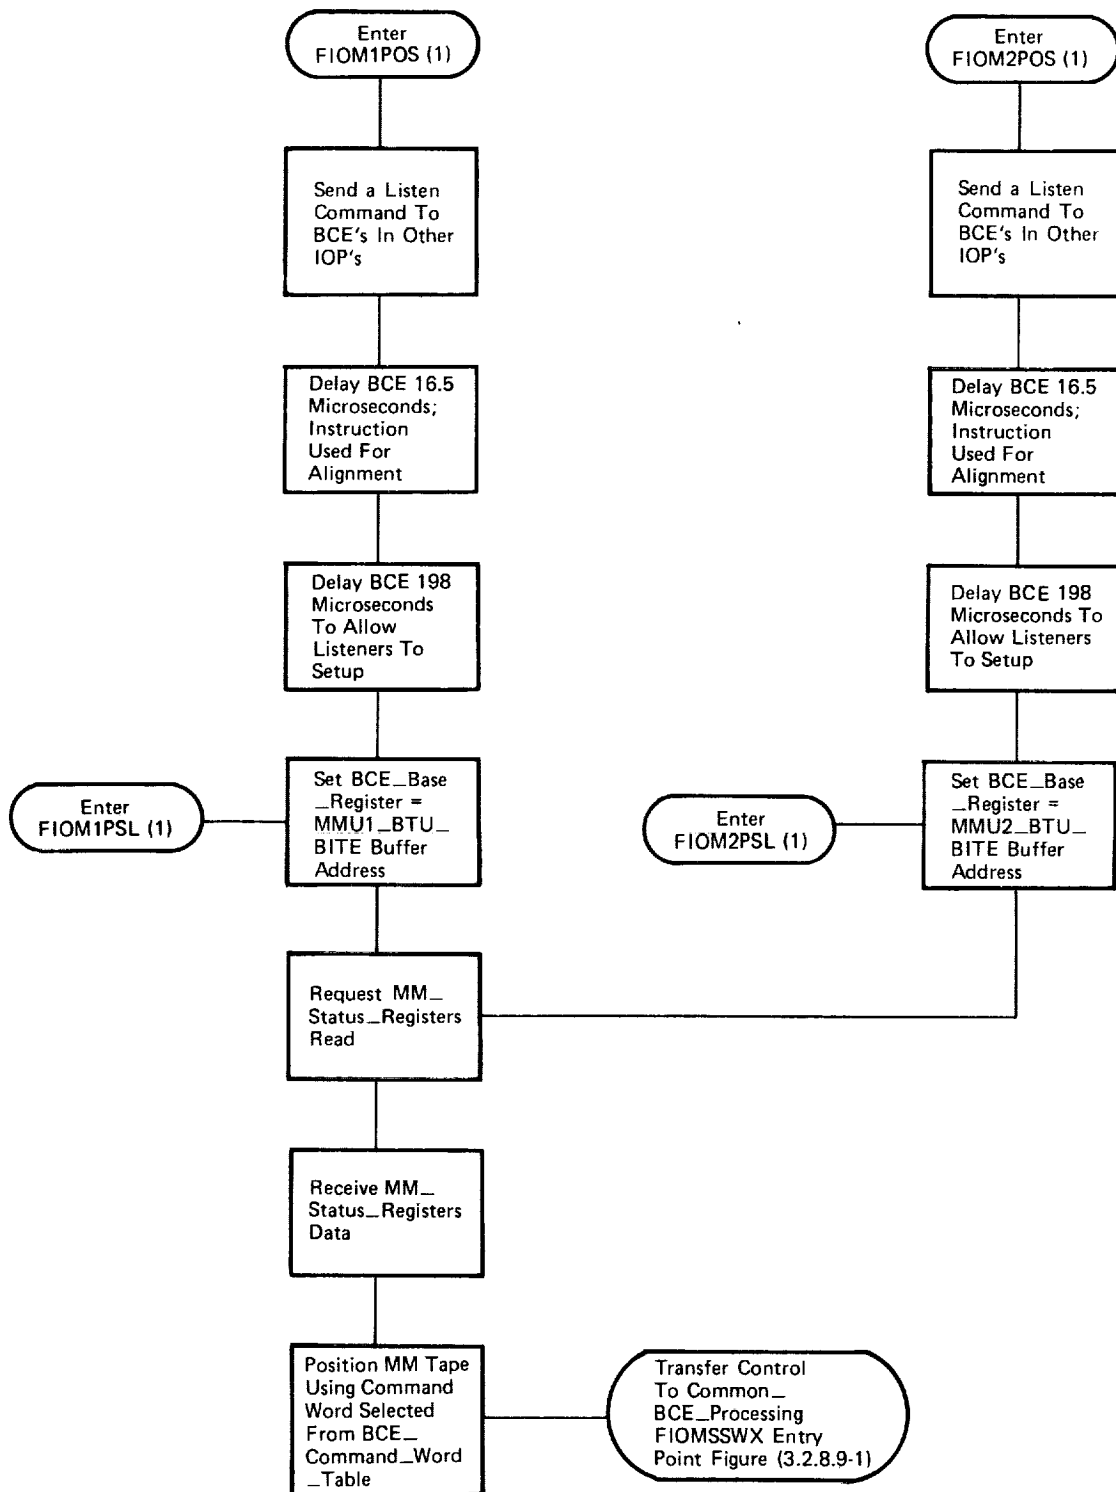 Enter
FIOM1POS (1)
Send a Listen
Command To
BCE's In Other
IOP's
Delay BCE 16.5
Microseconds;
Instruction
Used For
Alignment
Delay BCE 198
Microseconds
To Allow
Listeners To
Setup
Enter
FIOM1PSL (1)
Set BCE_Base
_Register =
MMU1_BTU_
BITE Buffer
Address
Enter
FIOM2POS (1)
Send a Listen
Command To
BCE's In Other
IOP's
Delay BCE 16.5
Microseconds;
Instruction
Used For
Alignment
Delay BCE 198
Microseconds To
Allow Listeners
To Setup
Enter
FIOM2PSL (1)
Set BCE_Base
_Register =
MMU2_BTU_
BITE Buffer
Address
Request MM_
Status_Registers
Read
Receive MM_
Status_Registers
Data
Position MM Tape
Using Command
Word Selected
From BCE_
Command_Word
_Table
Transfer Control
To Common_
BCE_Processing
FIOMSSWX Entry
Point Figure (3.2.8.9-1)